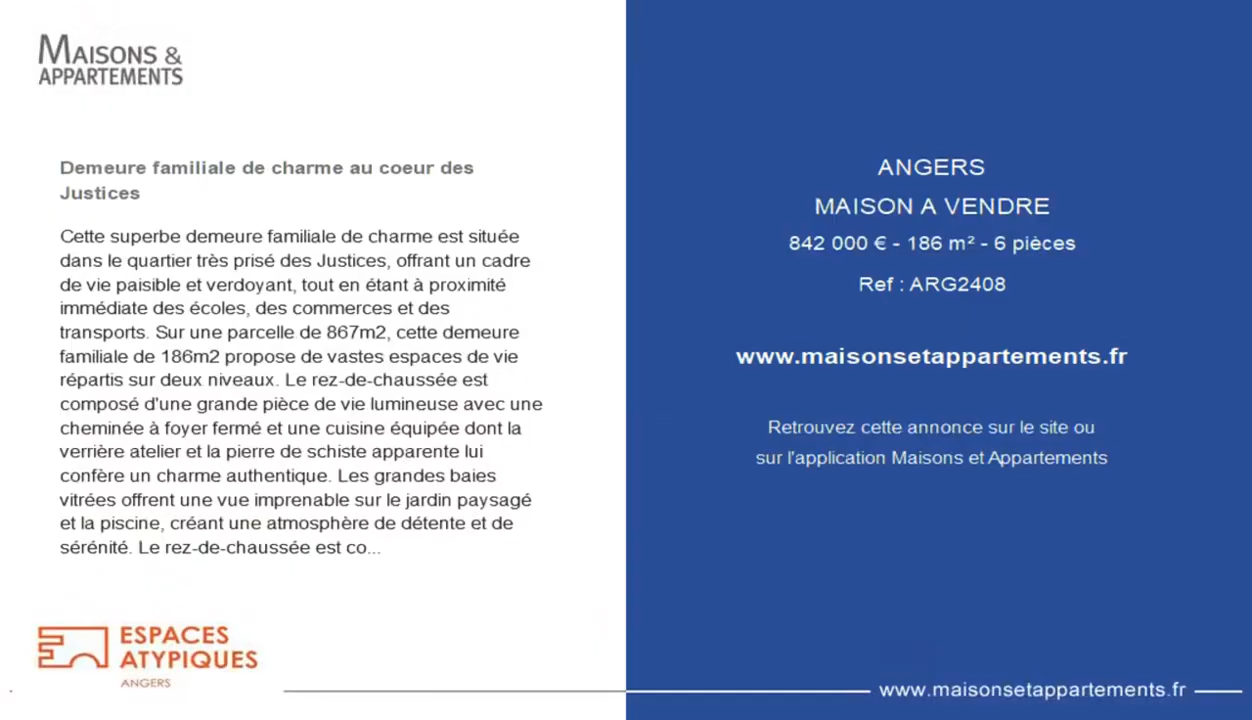 MAISONS &
APPARTEMENTS
Demeure familiale de charme au coeur des
Justices
Cette superbe demeure familiale de charme est située
dans le quartier très prisé des Justices, offrant un cadre
de vie paisible et verdoyant, tout en étant à proximité
immédiate des écoles, des commerces et des
transports. Sur une parcelle de 867m2, cette demeure
familiale de 186m2 propose de vastes espaces de vie
répartis sur deux niveaux. Le rez-de-chaussée est
composé d'une grande pièce de vie lumineuse avec une
cheminée à foyer fermé et une cuisine équipée dont la
verrière atelier et la pierre de schiste apparente lui
confère un charme authentique. Les grandes baies
vitrées offrent une vue imprenable sur le jardin paysagé
et la piscine, créant une atmosphère de détente et de
sérénité. Le rez-de-chaussée est co...
ESPACES
ATYPIQUES
ANGERS
ANGERS
MAISON A VENDRE
842 000 € - 186 m² - 6 pièces
Ref : ARG2408
www.maisonsetappartements.fr
Retrouvez cette annonce sur le site ou
sur l'application Maisons et Appartements
www.maisonsetappartements.fr